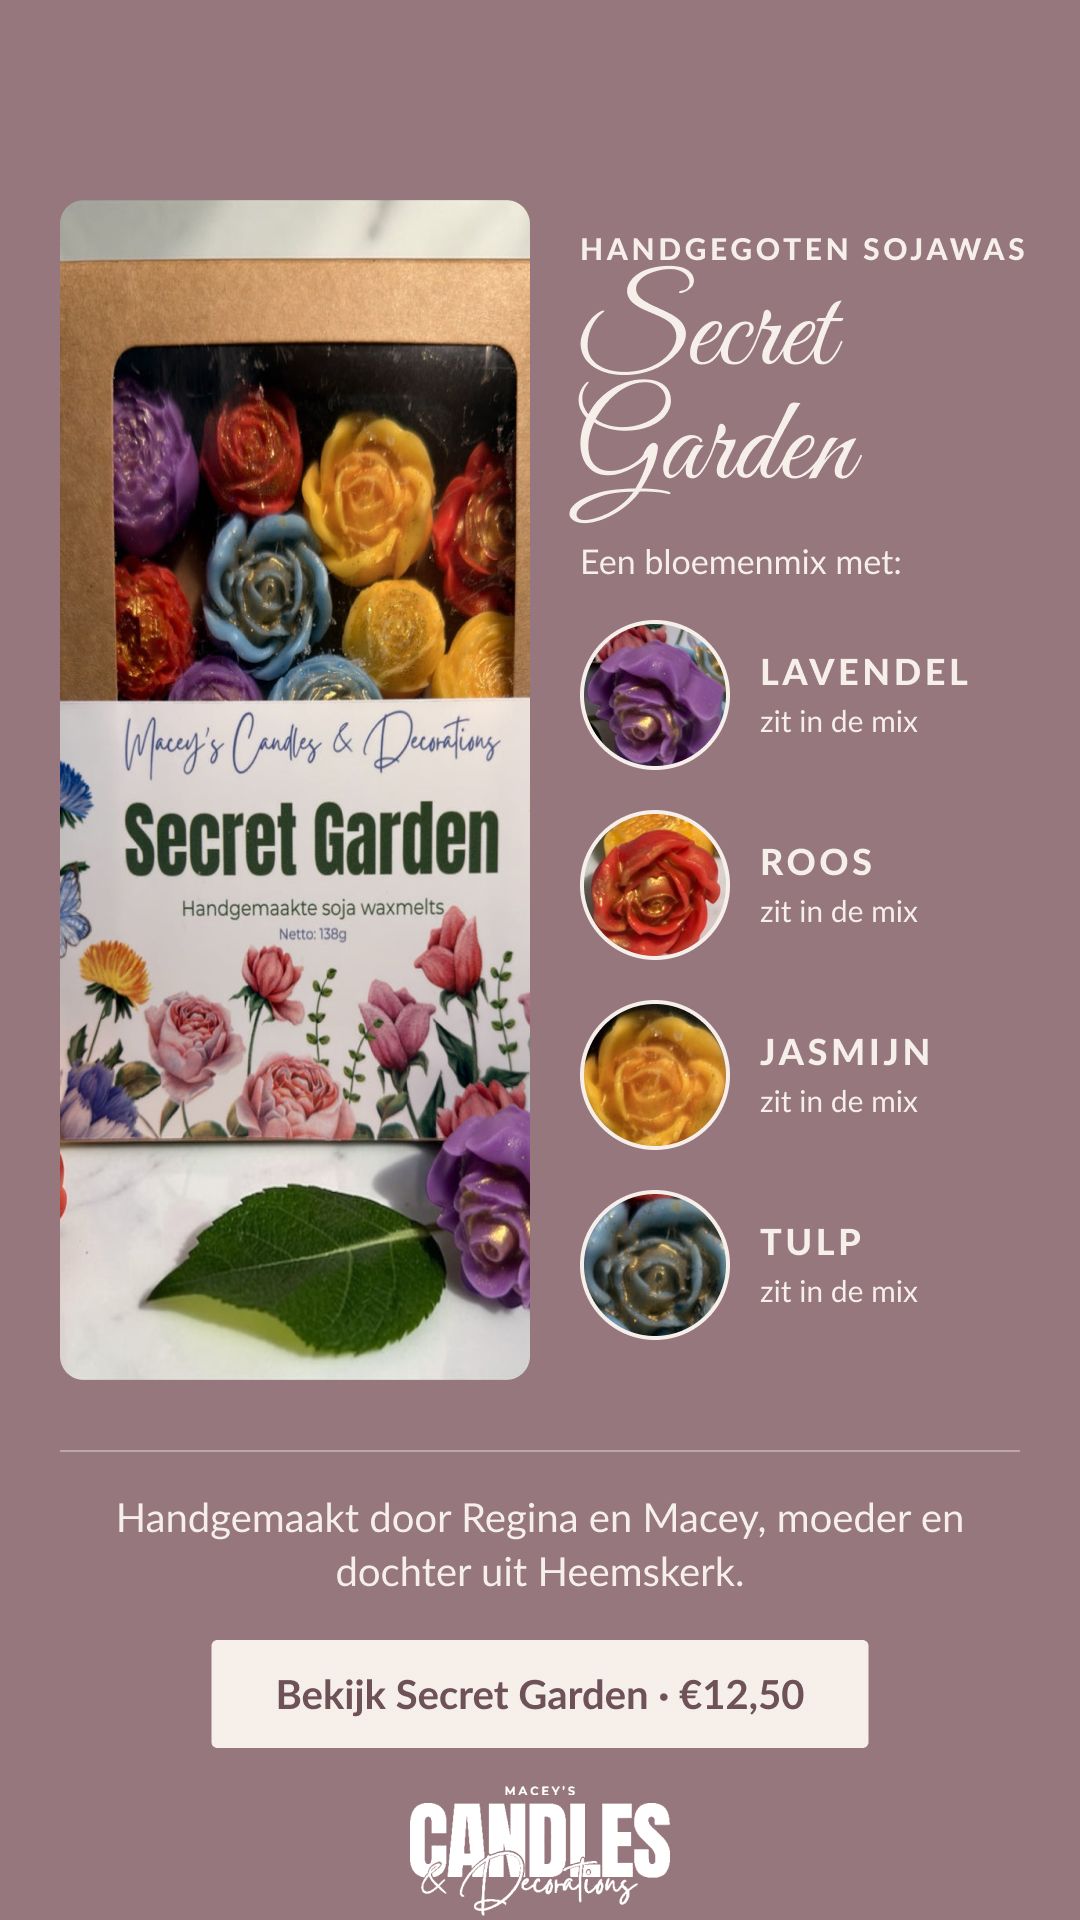 HANDGEGOTEN SOJAWAS
Secret
Garden
Een bloemenmix met:
LAVENDEL
zit in de mix
ROOS
zit in de mix
JASMIJN
zit in de mix
TULP
zit in de mix
Macey's Candles & Decorations
Secret Garden
Handgemaakte soja waxmelts
Netto: 138g
Handgemaakt door Regina en Macey, moeder en
dochter uit Heemskerk.
Bekijk Secret Garden · €12,50
MACEY'S
CANDLES
& Decorations